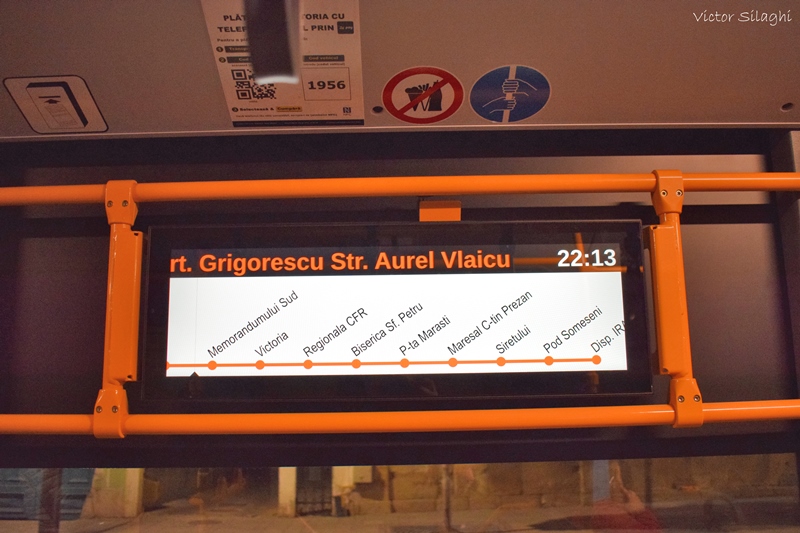 Victor Silaghi
1956
rt. Grigorescu Str. Aurel Vlaicu 22:13
Memorandumului Sud
Victoria
Regionala CFR
Biserica Sf. Petru
P-ta Marasti
Maresal C-tin Prezan
Siretului
Pod Someseni
Disp. IRA